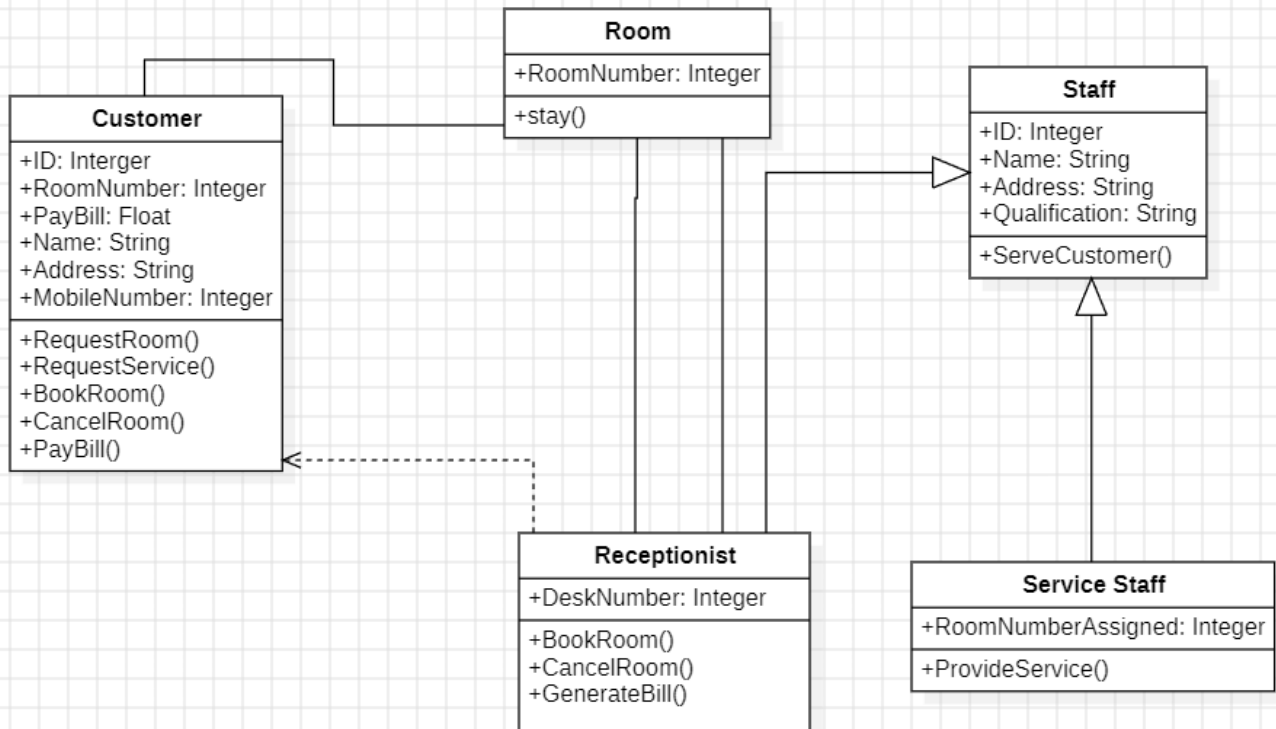 Room
+RoomNumber: Integer
+stay()
Customer
+ID: Interger
+RoomNumber: Integer
+PayBill: Float
+Name: String
+Address: String
+MobileNumber: Integer
+RequestRoom()
+RequestService()
+BookRoom()
+CancelRoom()
+PayBill()
Staff
+ID: Integer
+Name: String
+Address: String
+Qualification: String
+ServeCustomer()
Receptionist
+DeskNumber: Integer
+BookRoom()
+CancelRoom()
+GenerateBill()
Service Staff
+RoomNumberAssigned: Integer
+ProvideService()